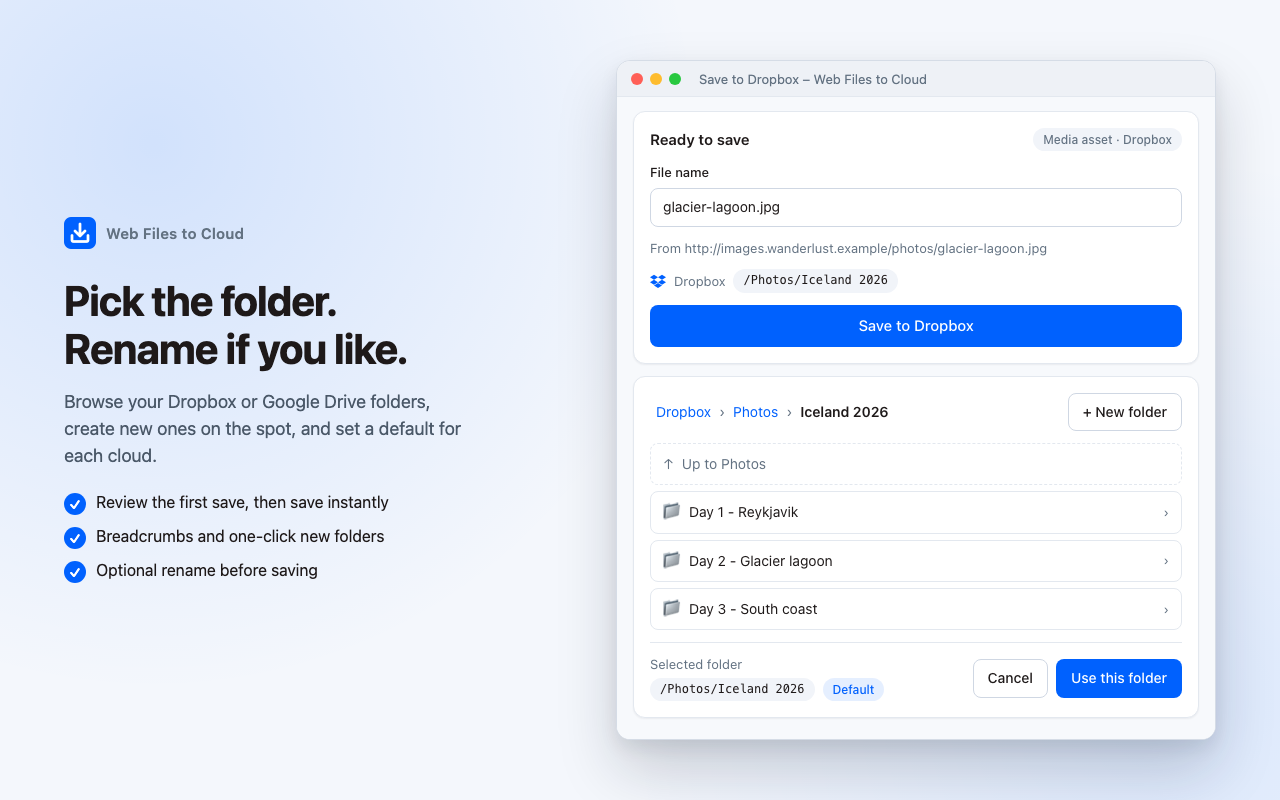 Web Files to Cloud
Pick the folder.
Rename if you like.
Browse your Dropbox or Google Drive folders,
create new ones on the spot, and set a default for
each cloud.
Review the first save, then save instantly
Breadcrumbs and one-click new folders
Optional rename before saving
Save to Dropbox – Web Files to Cloud
Ready to save
Media asset · Dropbox
File name
glacier-lagoon.jpg
From http://images.wanderlust.example/photos/glacier-lagoon.jpg
Dropbox /Photos/Iceland 2026
Save to Dropbox
Dropbox › Photos › Iceland 2026
+ New folder
↑ Up to Photos
Day 1 - Reykjavik ›
Day 2 - Glacier lagoon ›
Day 3 - South coast ›
Selected folder
/Photos/Iceland 2026 Default
Cancel
Use this folder